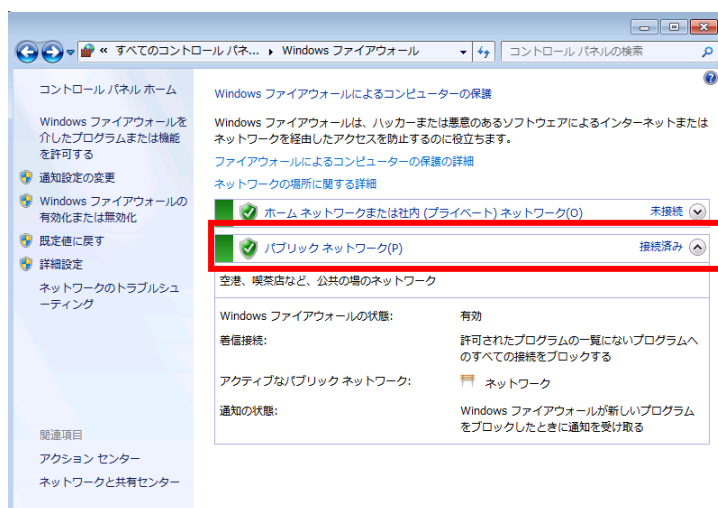 « すべてのコントロール パネ... ▸ Windows ファイアウォール
コントロール パネルの検索
コントロール パネル ホーム
Windows ファイアウォールを
介したプログラムまたは機能
を許可する
通知設定の変更
Windows ファイアウォールの
有効化または無効化
既定値に戻す
詳細設定
ネットワークのトラブルシュ
ーティング
関連項目
アクション センター
ネットワークと共有センター
Windows ファイアウォールによるコンピューターの保護
Windows ファイアウォールは、ハッカーまたは悪意のあるソフトウェアによるインターネットまたは
ネットワークを経由したアクセスを防止するのに役立ちます。
ファイアウォールによるコンピューターの保護の詳細
ネットワークの場所に関する詳細
ホーム ネットワークまたは社内 (プライベート) ネットワーク(O) 未接続
パブリック ネットワーク(P) 接続済み
空港、喫茶店など、公共の場のネットワーク
Windows ファイアウォールの状態: 有効
着信接続: 許可されたプログラムの一覧にないプログラムへ
のすべての接続をブロックする
アクティブなパブリック ネットワーク: ネットワーク
通知の状態: Windows ファイアウォールが新しいプログラム
をブロックしたときに通知を受け取る